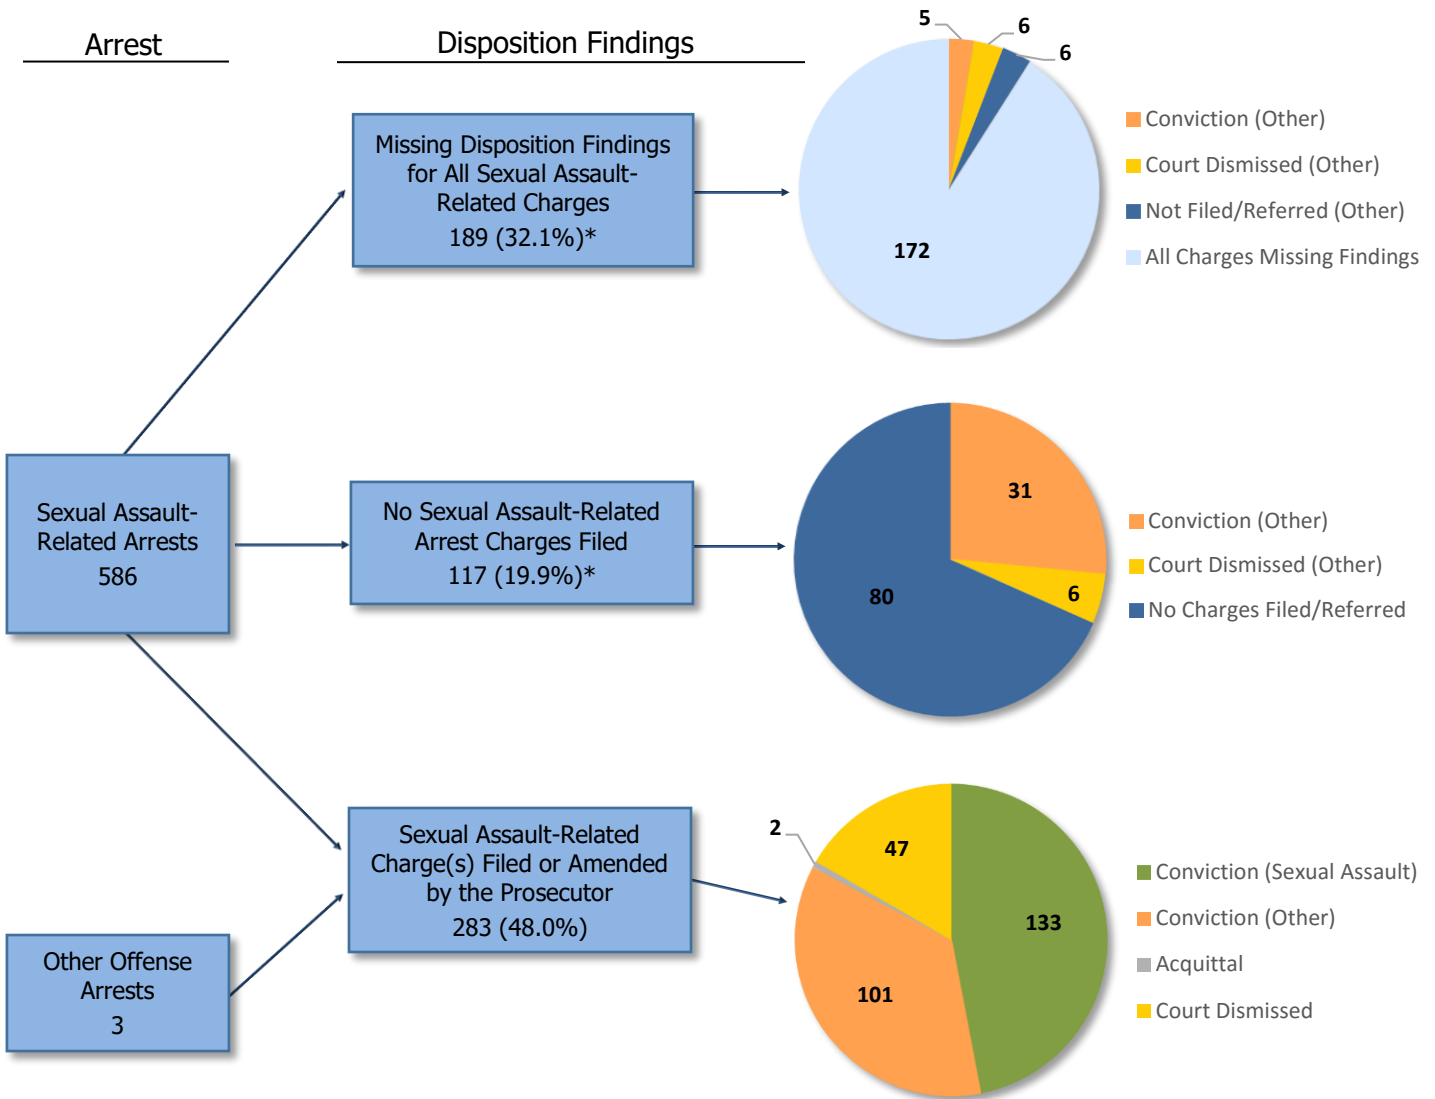 Arrest
Disposition Findings
Missing Disposition Findings
for All Sexual Assault-
Related Charges
189 (32.1%)*
5
6
6
172
Conviction (Other)
Court Dismissed (Other)
Not Filed/Referred (Other)
All Charges Missing Findings
Sexual Assault-
Related Arrests
586
No Sexual Assault-Related
Arrest Charges Filed
117 (19.9%)*
31
6
80
Conviction (Other)
Court Dismissed (Other)
No Charges Filed/Referred
Other Offense
Arrests
3
Sexual Assault-Related
Charge(s) Filed or Amended
by the Prosecutor
283 (48.0%)
2
47
133
101
Conviction (Sexual Assault)
Conviction (Other)
Acquittal
Court Dismissed